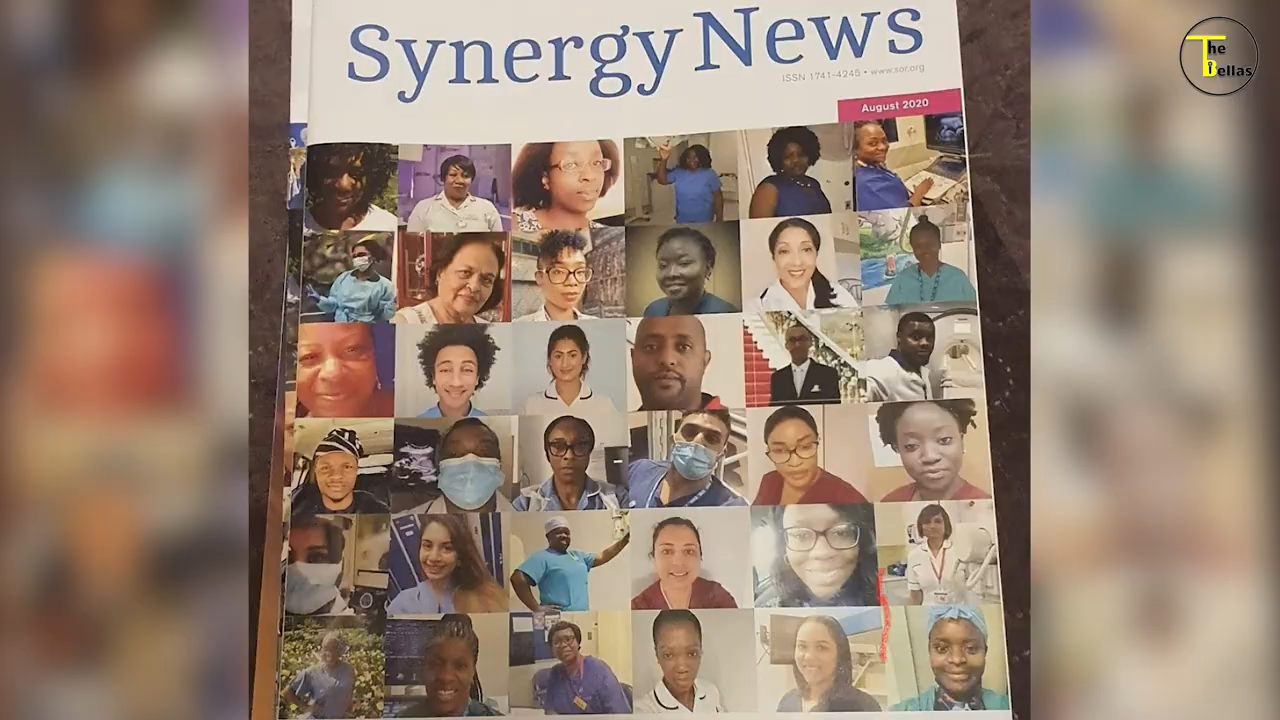 Synergy News
ISSN 1741-4245 • www.sor.org
August 2020
The
Bellas